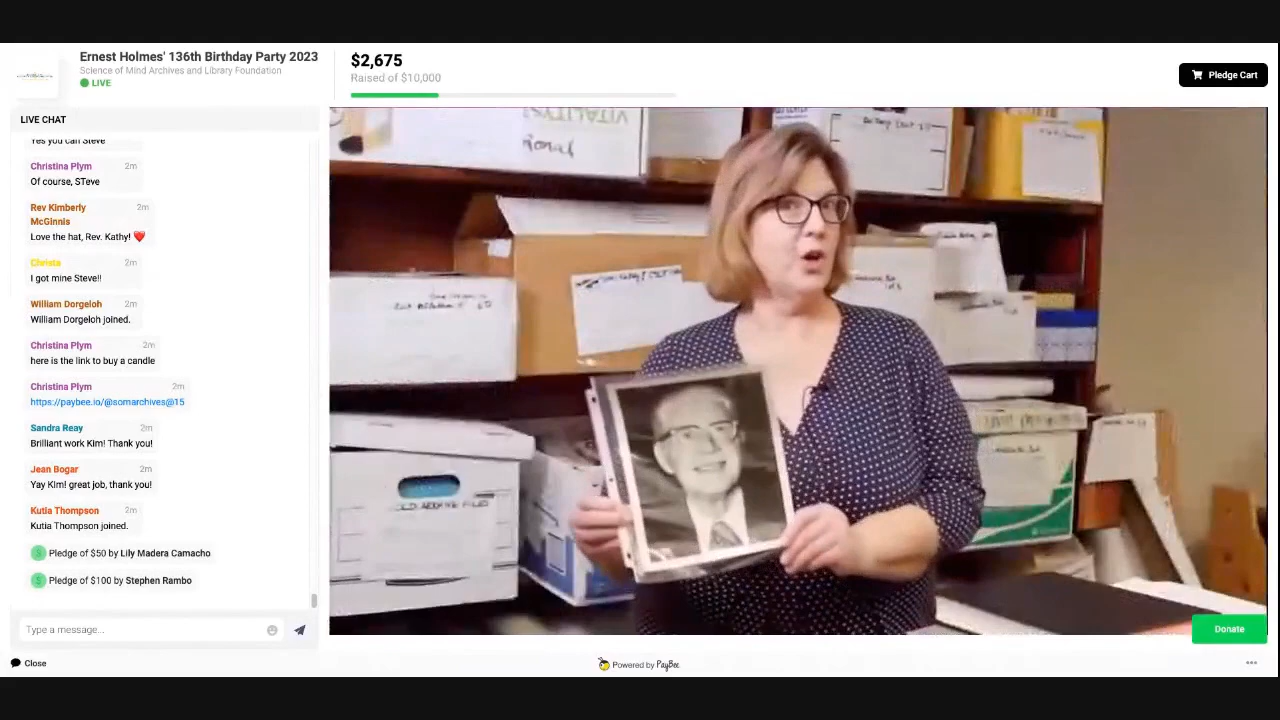 Ernest Holmes' 136th Birthday Party 2023
Science of Mind Archives and Library Foundation
LIVE
$2,675
Raised of $10,000
Pledge Cart
LIVE CHAT
Yes you can Steve
Christina Plym 2m
Of course, STeve
Rev Kimberly 2m
McGinnis
Love the hat, Rev. Kathy! ❤️
Christa 2m
I got mine Steve!!
William Dorgeloh 2m
William Dorgeloh joined.
Christina Plym 2m
here is the link to buy a candle
Christina Plym 2m
https://paybee.io/@somarchives@15
Sandra Reay 2m
Brilliant work Kim! Thank you!
Jean Bogar 2m
Yay KIm! great job, thank you!
Kutia Thompson 2m
Kutia Thompson joined.
$ Pledge of $50 by Lily Madera Camacho
$ Pledge of $100 by Stephen Rambo
Type a message...
Close
VITALITY!
ional
OLD ARCHIVE FILES
Donate
Powered by PayBee